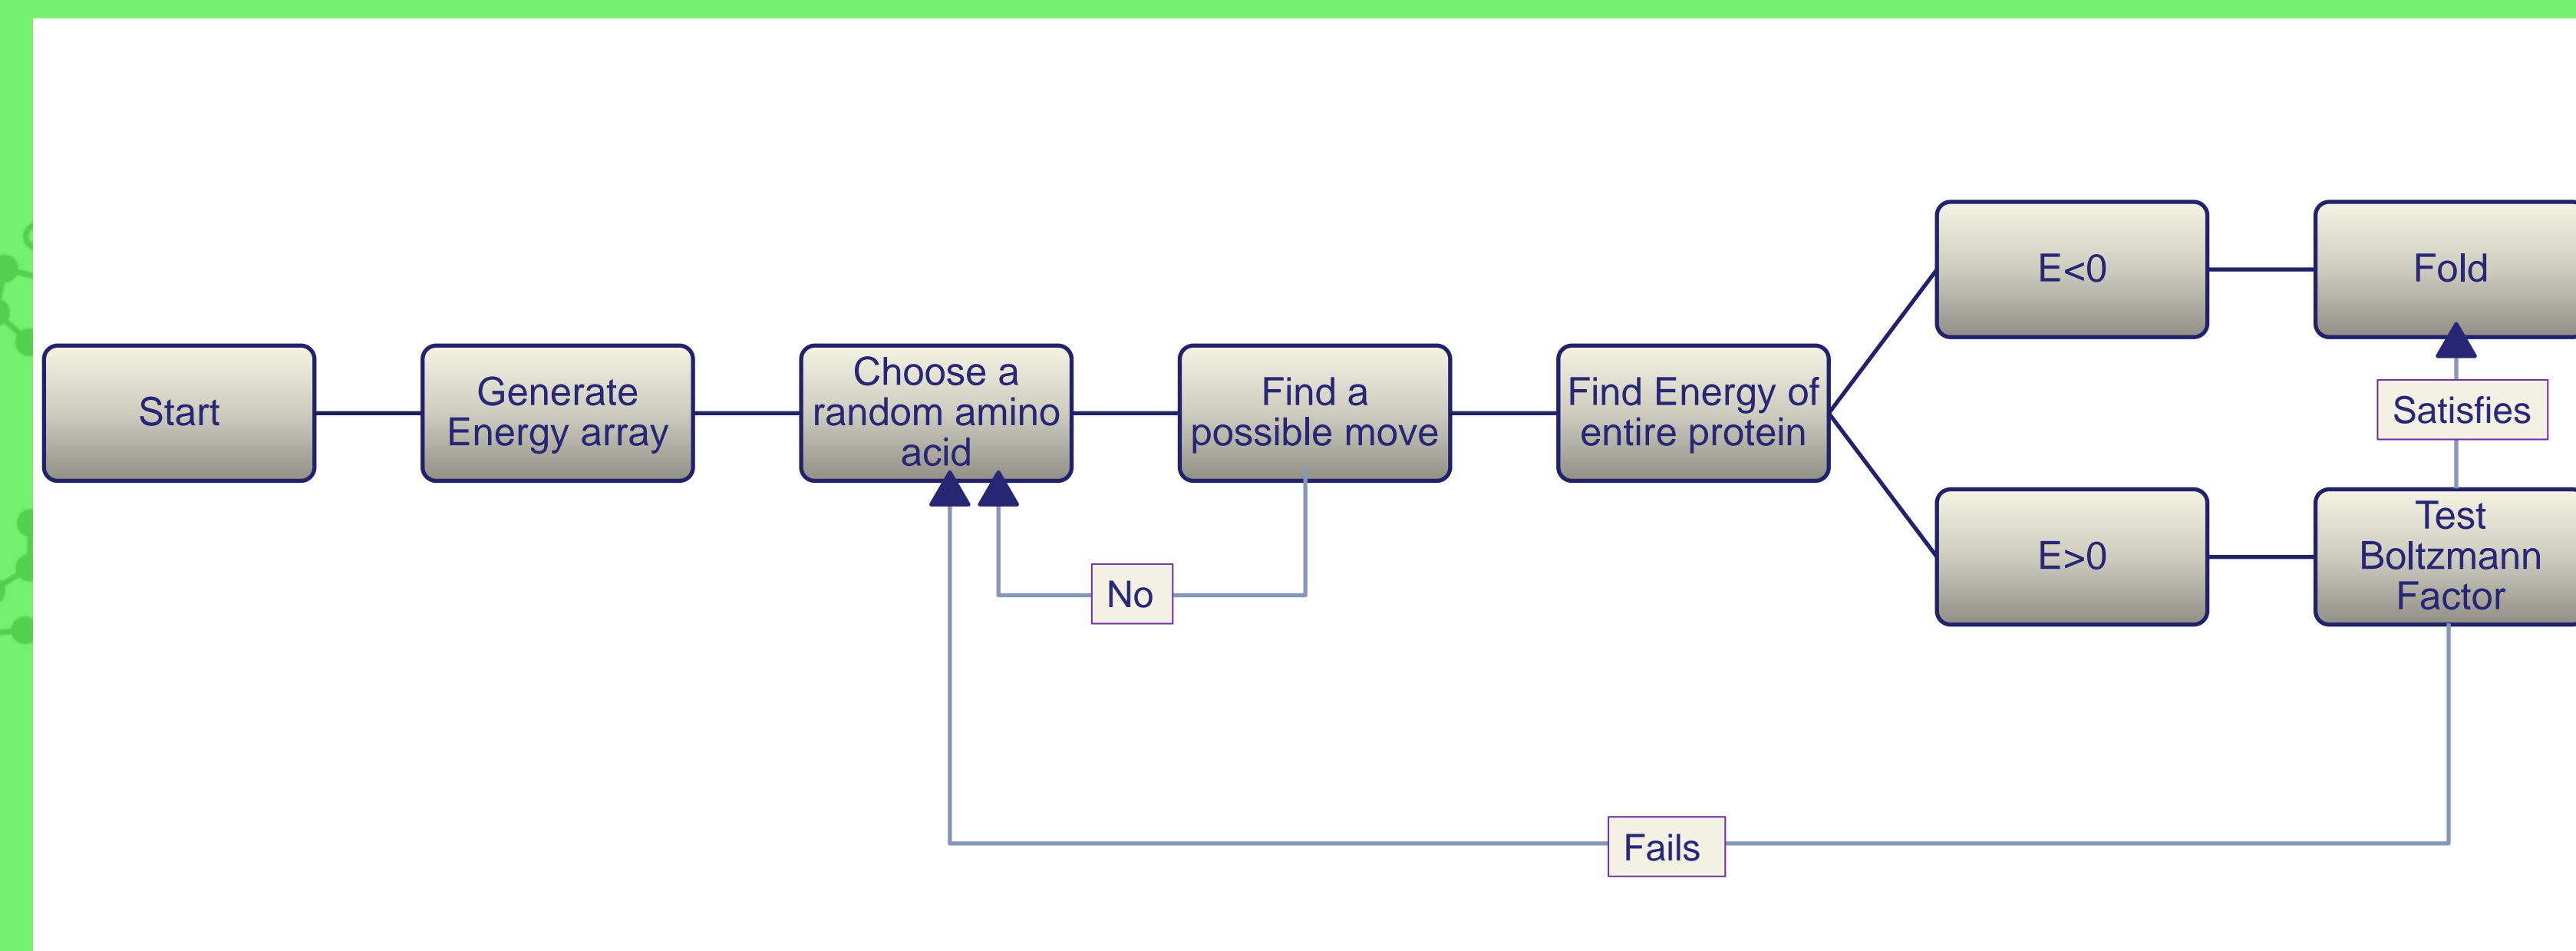 Start
Generate
Energy array
Choose a
random amino
acid
Find a
possible move
Find Energy of
entire protein
E<0
Fold
Satisfies
E>0
Test
Boltzmann
Factor
No
Fails